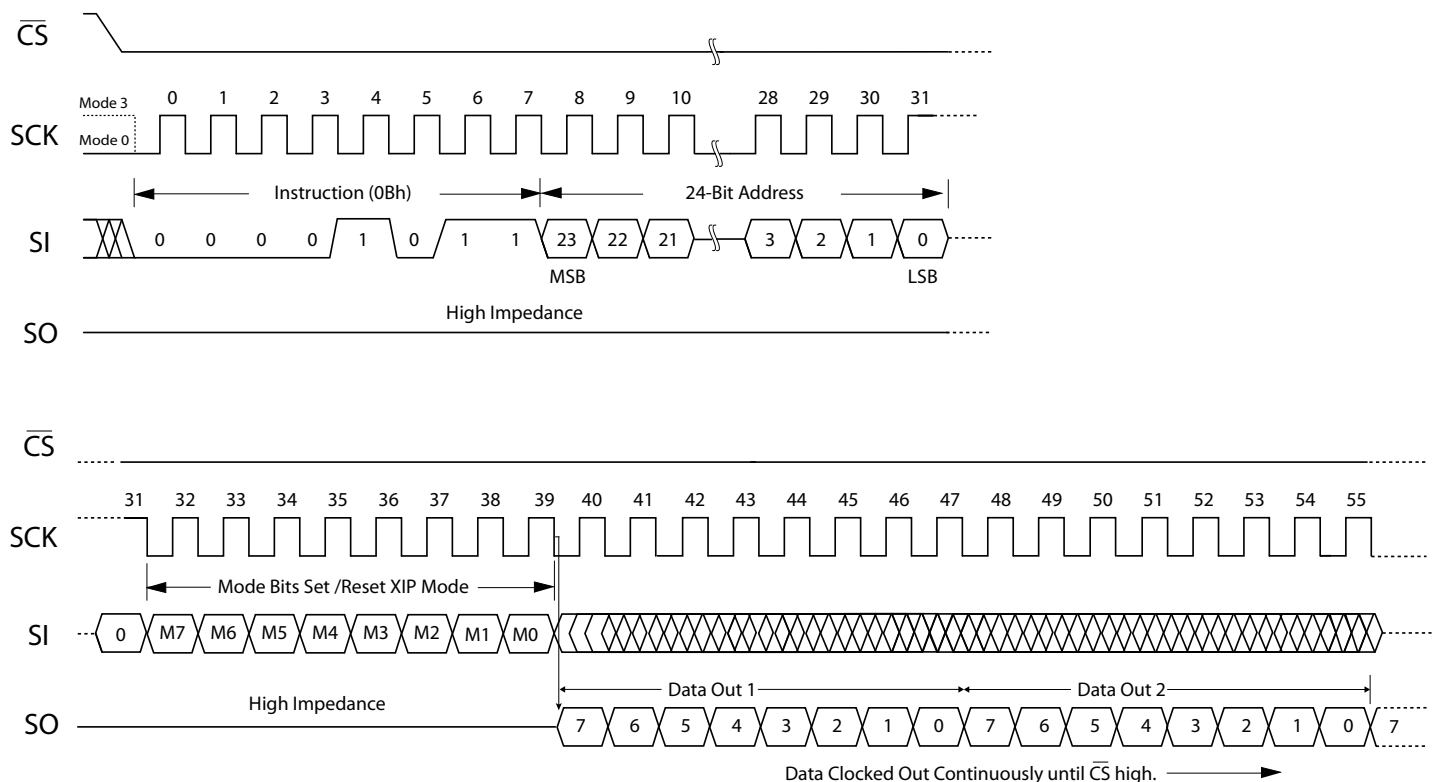 CS
Mode 3 0 1 2 3 4 5 6 7 8 9 10 28 29 30 31
SCK
Mode 0
Instruction (0Bh) 24-Bit Address
SI 0 0 0 0 1 0 1 1 23 22 21 3 2 1 0
MSB LSB
High Impedance
SO
CS
31 32 33 34 35 36 37 38 39 40 41 42 43 44 45 46 47 48 49 50 51 52 53 54 55
SCK
Mode Bits Set /Reset XIP Mode
SI 0 M7 M6 M5 M4 M3 M2 M1 M0
Data Out 1 Data Out 2
High Impedance
SO 7 6 5 4 3 2 1 0 7 6 5 4 3 2 1 0 7
Data Clocked Out Continuously until CS high.